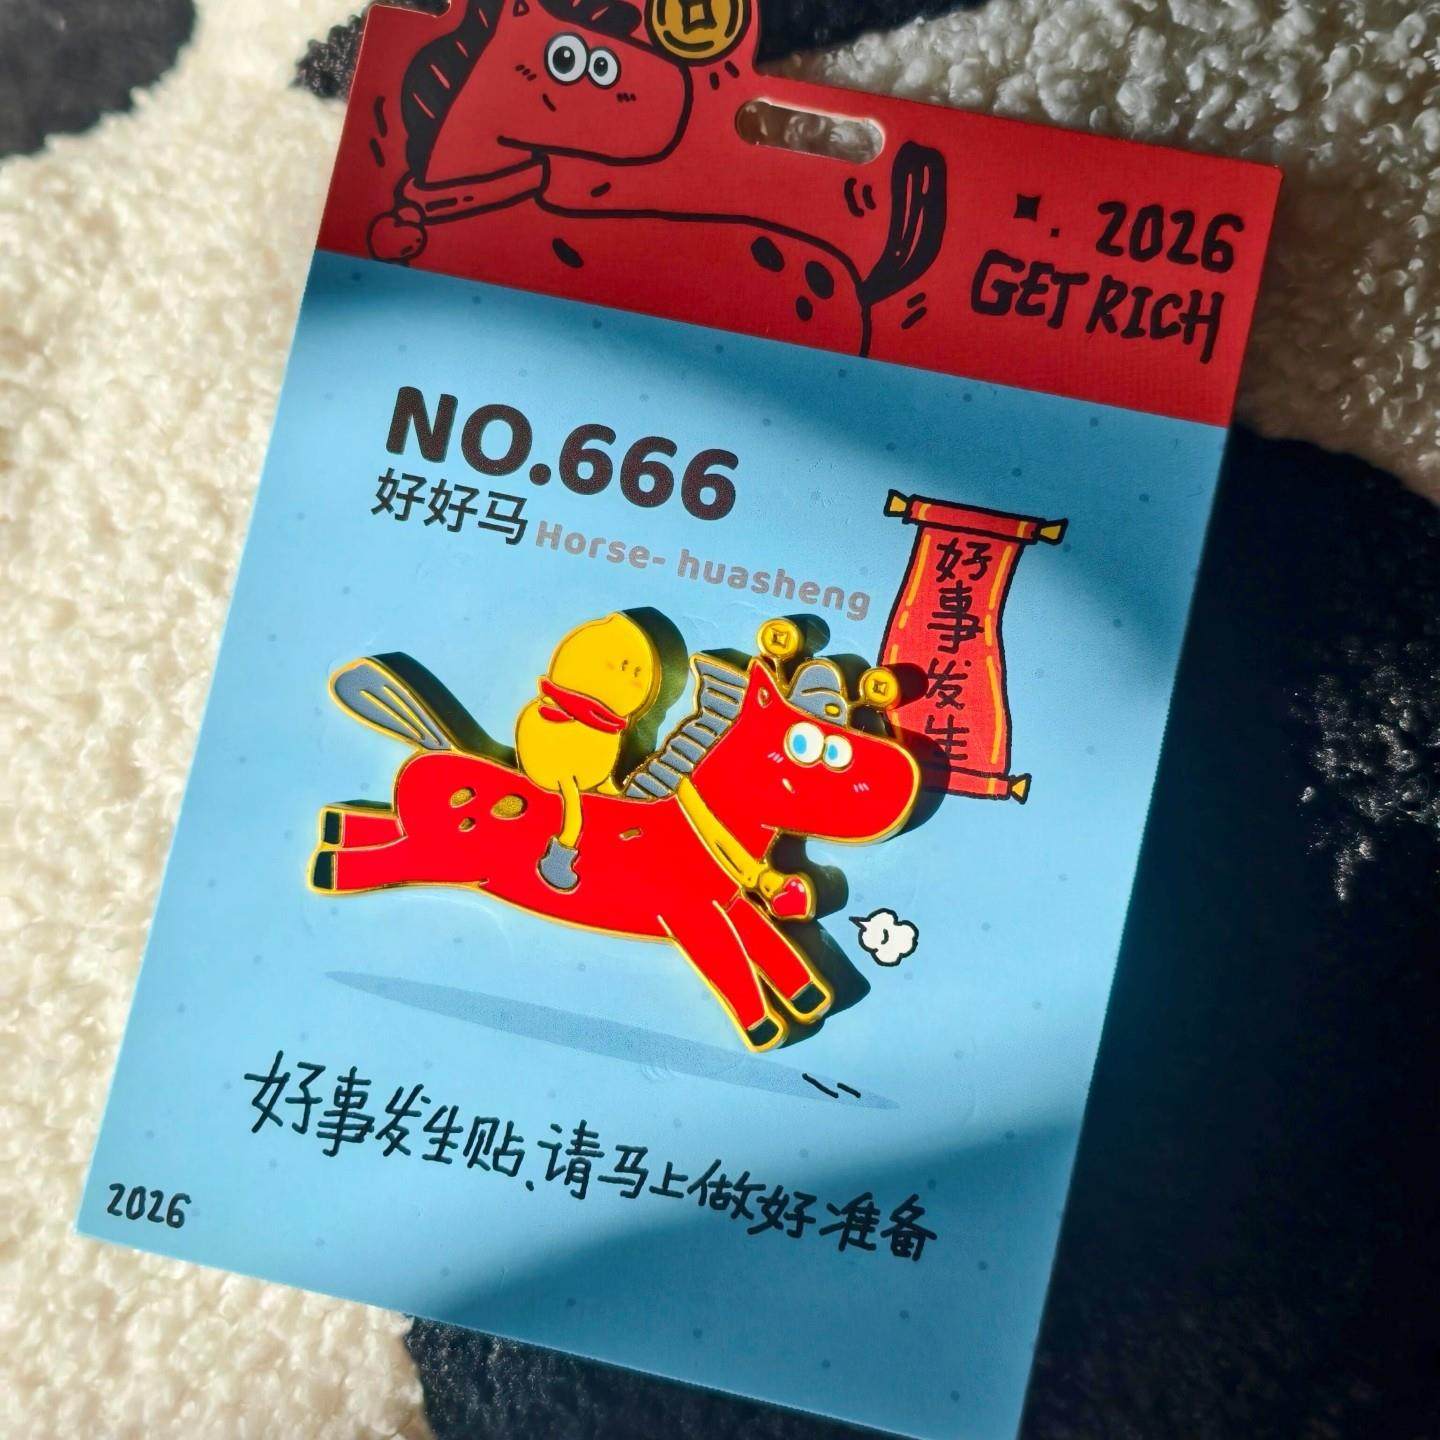 2026
GET RICH
NO.666
好好马 Horse- huasheng
好事发生
好事发生贴、请马上做好准备
2026